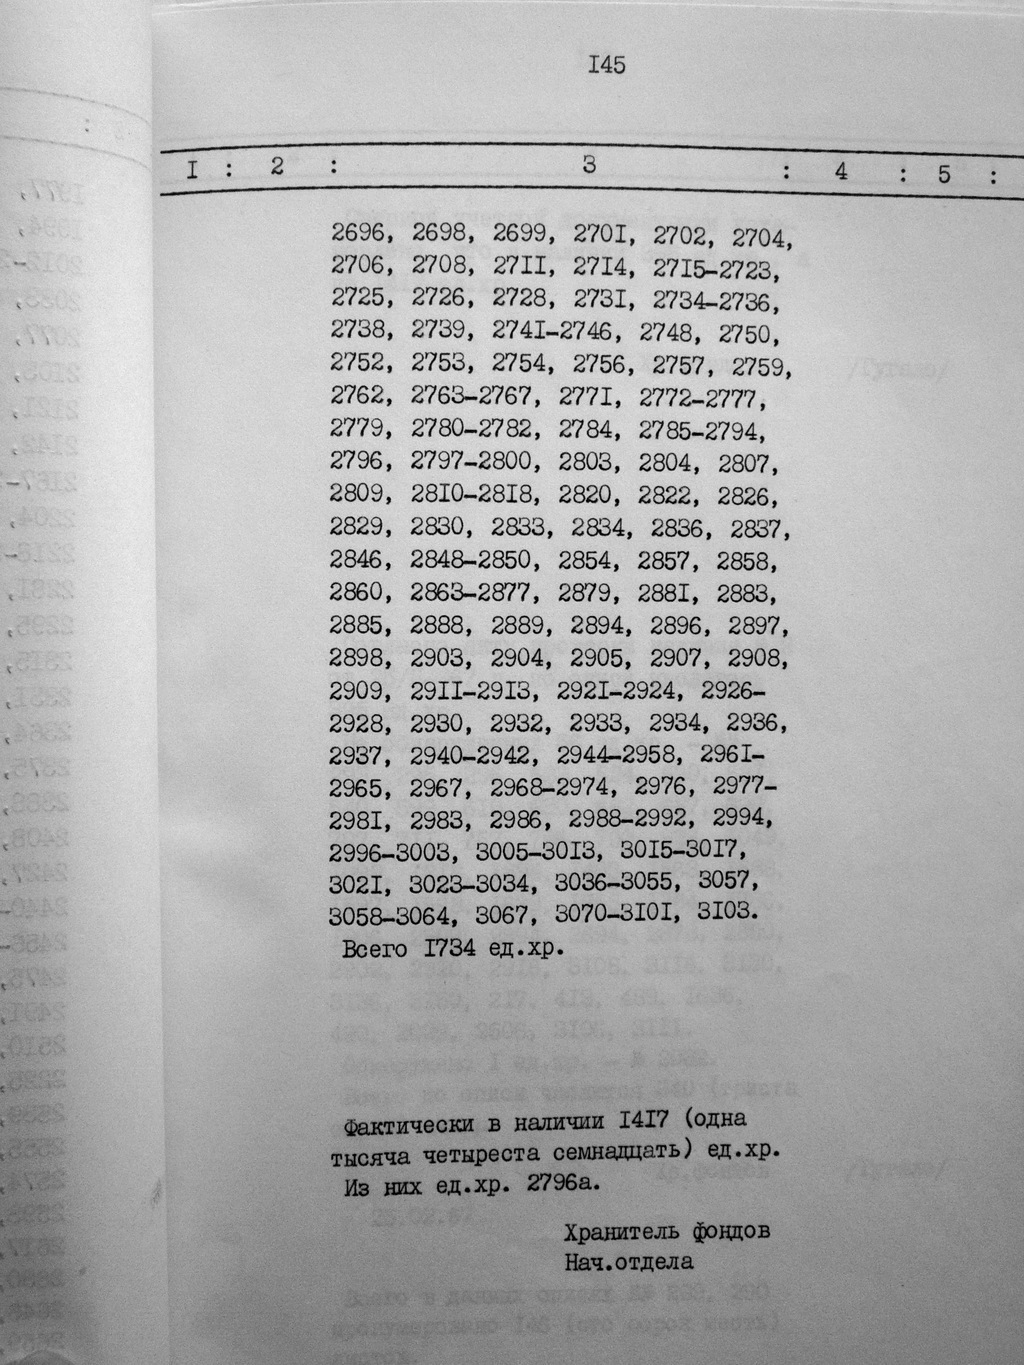 I45
I : 2 : 3 : 4 : 5 :
2696, 2698, 2699, 270I, 2702, 2704,
2706, 2708, 27II, 27I4, 27I5-2723,
2725, 2726, 2728, 273I, 2734-2736,
2738, 2739, 274I-2746, 2748, 2750,
2752, 2753, 2754, 2756, 2757, 2759,
2762, 2763-2767, 277I, 2772-2777,
2779, 2780-2782, 2784, 2785-2794,
2796, 2797-2800, 2803, 2804, 2807,
2809, 28I0-28I8, 2820, 2822, 2826,
2829, 2830, 2833, 2834, 2836, 2837,
2846, 2848-2850, 2854, 2857, 2858,
2860, 2863-2877, 2879, 288I, 2883,
2885, 2888, 2889, 2894, 2896, 2897,
2898, 2903, 2904, 2905, 2907, 2908,
2909, 29II-29I3, 292I-2924, 2926-
2928, 2930, 2932, 2933, 2934, 2936,
2937, 2940-2942, 2944-2958, 296I-
2965, 2967, 2968-2974, 2976, 2977-
298I, 2983, 2986, 2988-2992, 2994,
2996-3003, 3005-30I3, 30I5-30I7,
302I, 3023-3034, 3036-3055, 3057,
3058-3064, 3067, 3070-3I0I, 3I03.
Всего I734 ед.хр.
Фактически в наличии I4I7 (одна
тысяча четыреста семнадцать) ед.хр.
Из них ед.хр. 2796а.
Хранитель фондов
Нач.отдела